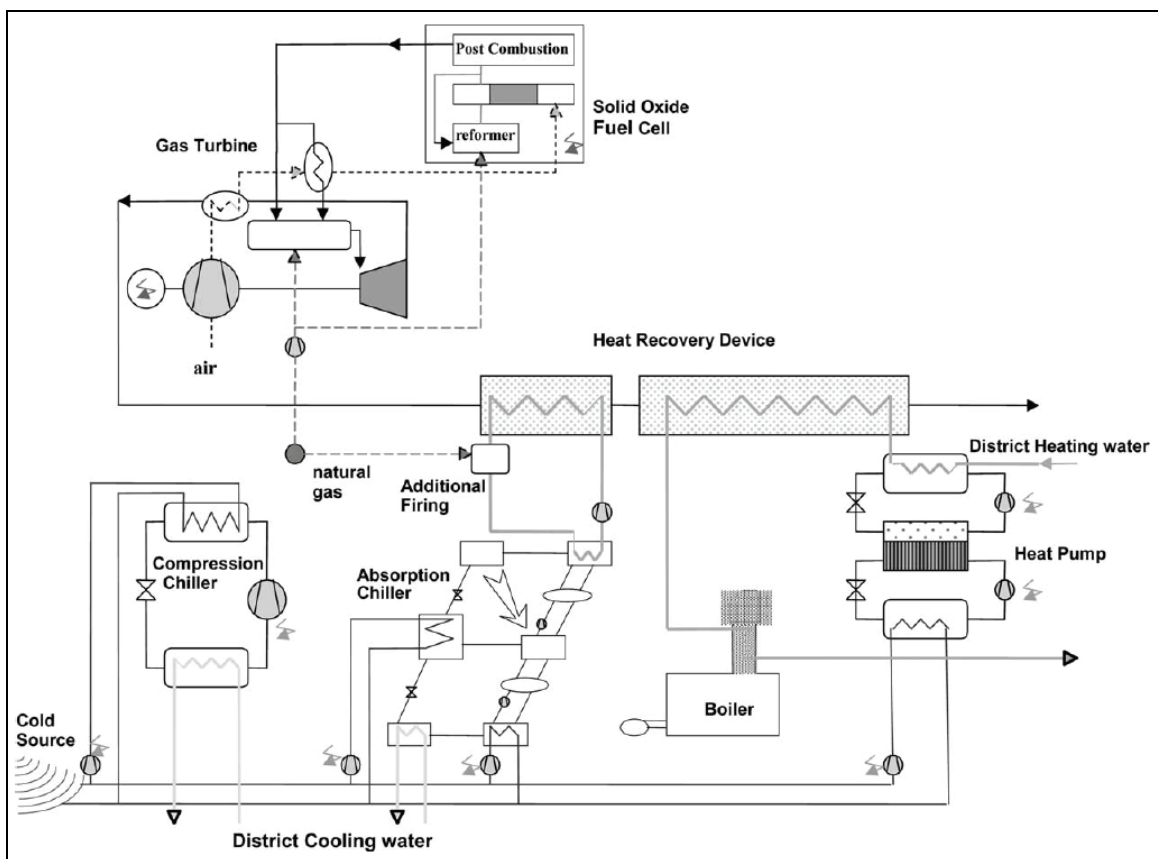 Post Combustion
Solid Oxide
Fuel Cell
reformer
Gas Turbine
air
Heat Recovery Device
District Heating water
natural
gas
Additional
Firing
Compression
Chiller
Absorption
Chiller
Heat Pump
Boiler
Cold
Source
District Cooling water